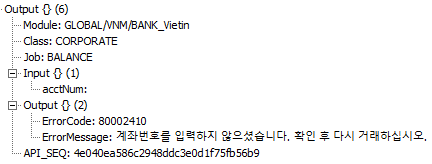 Output {} (6)
Module: GLOBAL/VNM/BANK_Vietin
Class: CORPORATE
Job: BALANCE
Input {} (1)
acctNum:
Output {} (2)
ErrorCode: 80002410
ErrorMessage: 계좌번호를 입력하지 않으셨습니다. 확인 후 다시 거래하십시오.
API_SEQ: 4e040ea586c2948ddc3e0d1f75fb56b9